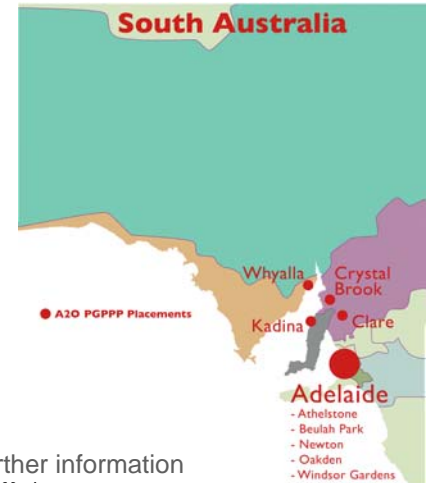 South Australia
Whyalla
Crystal
Brook
A2O PGPPP Placements
Kadina
Clare
Adelaide
- Athelstone
- Beulah Park
- Newton
- Oakden
- Windsor Gardens
rther information